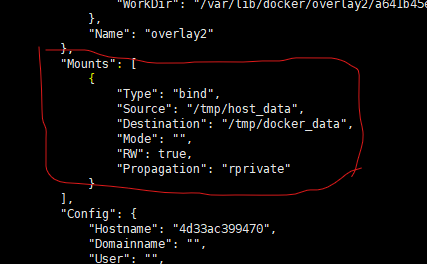 "WorkDir": "/var/lib/docker/overlay2/a641b45e
},
"Name": "overlay2"
},
"Mounts": [
{
"Type": "bind",
"Source": "/tmp/host_data",
"Destination": "/tmp/docker_data",
"Mode": "",
"RW": true,
"Propagation": "rprivate"
}
],
"Config": {
"Hostname": "4d33ac399470",
"Domainname": "",
"User": "",